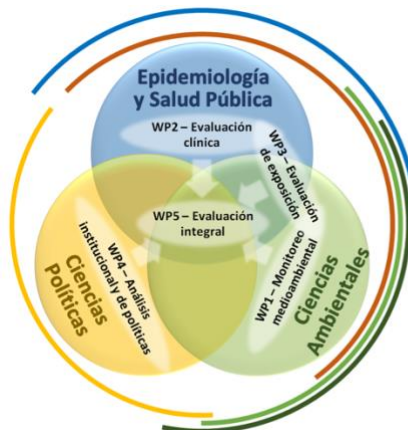 Epidemiología
y Salud Pública
WP2 – Evaluación
clínica
WP3 – Evaluación
de exposición
WP5 – Evaluación
integral
Ciencias
Políticas
WP4 – Análisis
institucional y de políticas
WP1 – Monitoreo
medioambiental
Ciencias
Ambientales